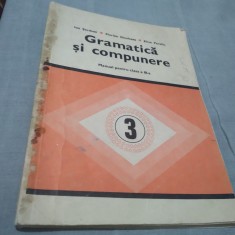 Gramatică
și compunere
Manual pentru clasa a III-a
3